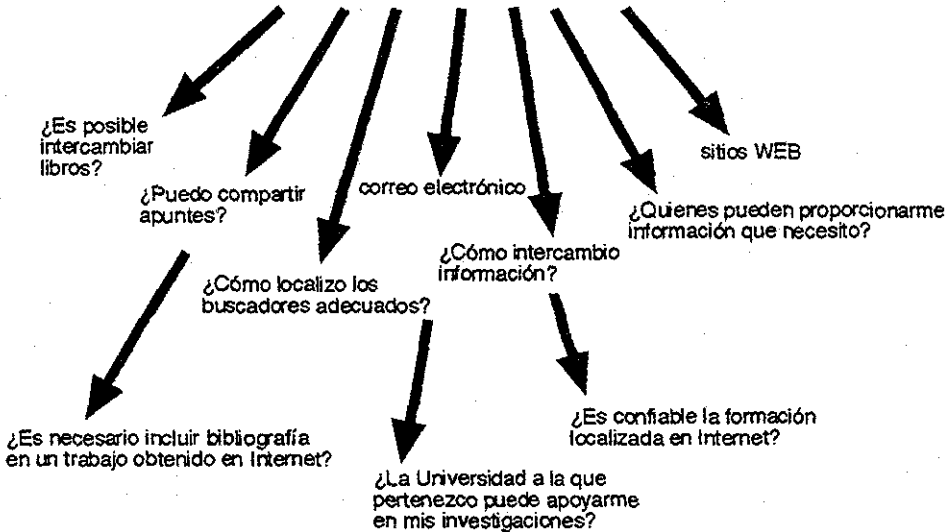 ¿Es posible
intercambiar
libros?
sitios WEB
¿Puedo compartir
apuntes?
correo electrónico
¿Quienes pueden proporcionarme
información que necesito?
¿Cómo intercambio
información?
¿Cómo localizo los
buscadores adecuados?
¿Es confiable la formación
localizada en Internet?
¿Es necesario incluir bibliografía
en un trabajo obtenido en Internet?
¿La Universidad a la que
pertenezco puede apoyarme
en mis investigaciones?